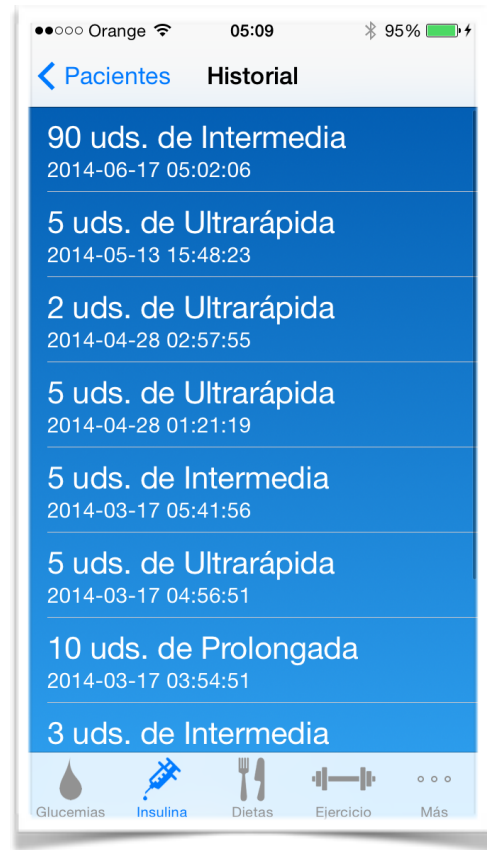 Orange 05:09 95%
Pacientes Historial
90 uds. de Intermedia
2014-06-17 05:02:06
5 uds. de Ultrarápida
2014-05-13 15:48:23
2 uds. de Ultrarápida
2014-04-28 02:57:55
5 uds. de Ultrarápida
2014-04-28 01:21:19
5 uds. de Intermedia
2014-03-17 05:41:56
5 uds. de Ultrarápida
2014-03-17 04:56:51
10 uds. de Prolongada
2014-03-17 03:54:51
3 uds. de Intermedia
Glucemias Insulina Dietas Ejercicio Más